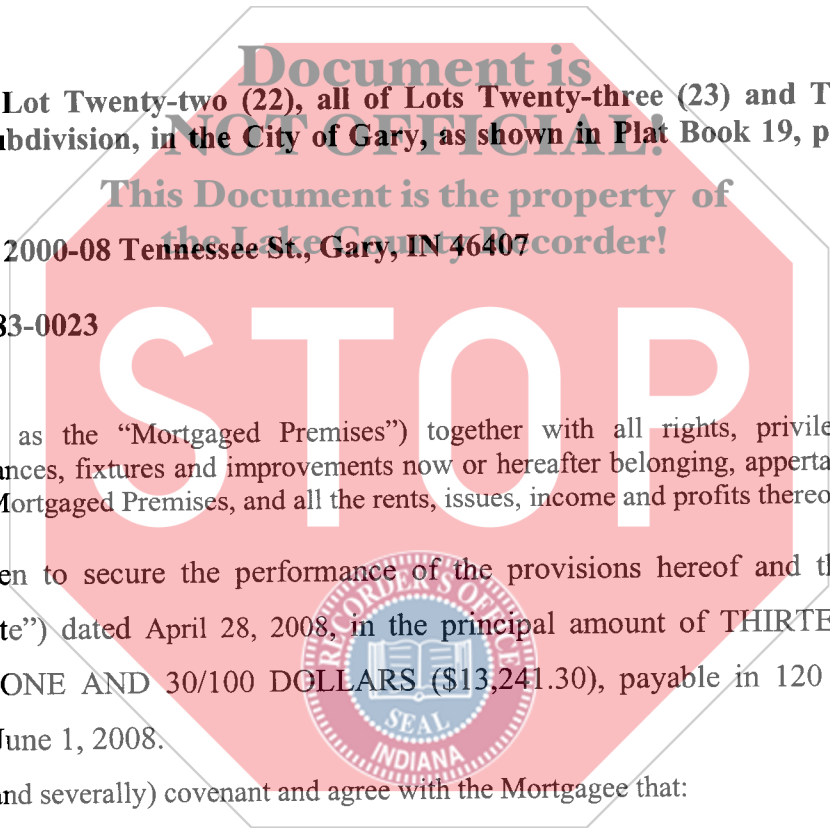 Document is
Lot Twenty-two (22), all of Lots Twenty-three (23) and T
ubdivision, in the City of Gary, as shown in Plat Book 19, p
NOT OFFICIAL!
This Document is the property of
the Lake County Recorder!
2000-08 Tennessee St., Gary, IN 46407
83-0023
STOP
as the “Mortgaged Premises”) together with all rights, privile
ances, fixtures and improvements now or hereafter belonging, apperta
Mortgaged Premises, and all the rents, issues, income and profits thereo
en to secure the performance of the provisions hereof and th
te”) dated April 28, 2008, in the principal amount of THIRTE
ONE AND 30/100 DOLLARS ($13,241.30), payable in 120
June 1, 2008.
and severally) covenant and agree with the Mortgagee that:
RECORDER'S OFFICE
SEAL
INDIANA